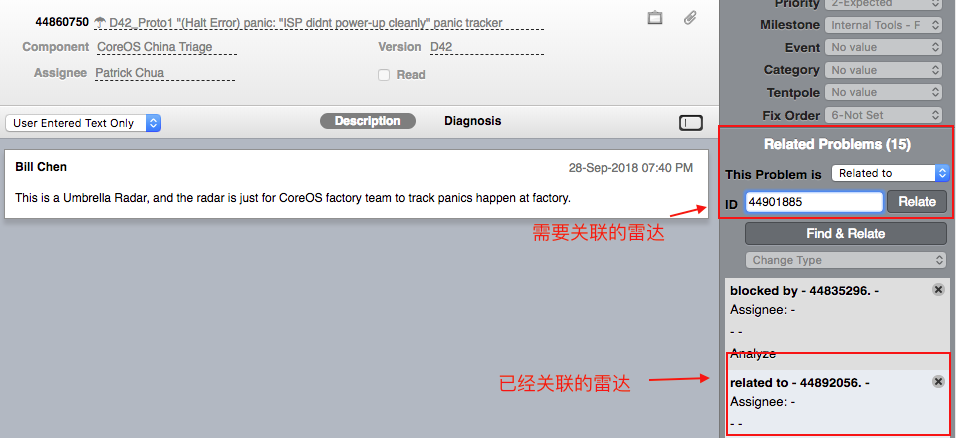 44860750 ☂ D42_Proto1 "(Halt Error) panic: "ISP didnt power-up cleanly" panic tracker
Component CoreOS China Triage Version D42
Assignee Patrick Chua Read
User Entered Text Only Description Diagnosis
Bill Chen 28-Sep-2018 07:40 PM
This is a Umbrella Radar, and the radar is just for CoreOS factory team to track panics happen at factory.
需要关联的雷达
已经关联的雷达
Priority 2-Expected
Milestone Internal Tools - F
Event No value
Category No value
Tentpole No value
Fix Order 6-Not Set
Related Problems (15)
This Problem is Related to
ID 44901885 Relate
Find & Relate
Change Type
blocked by - 44835296. -
Assignee: -
- -
Analyze
related to - 44892056. -
Assignee: -
- -